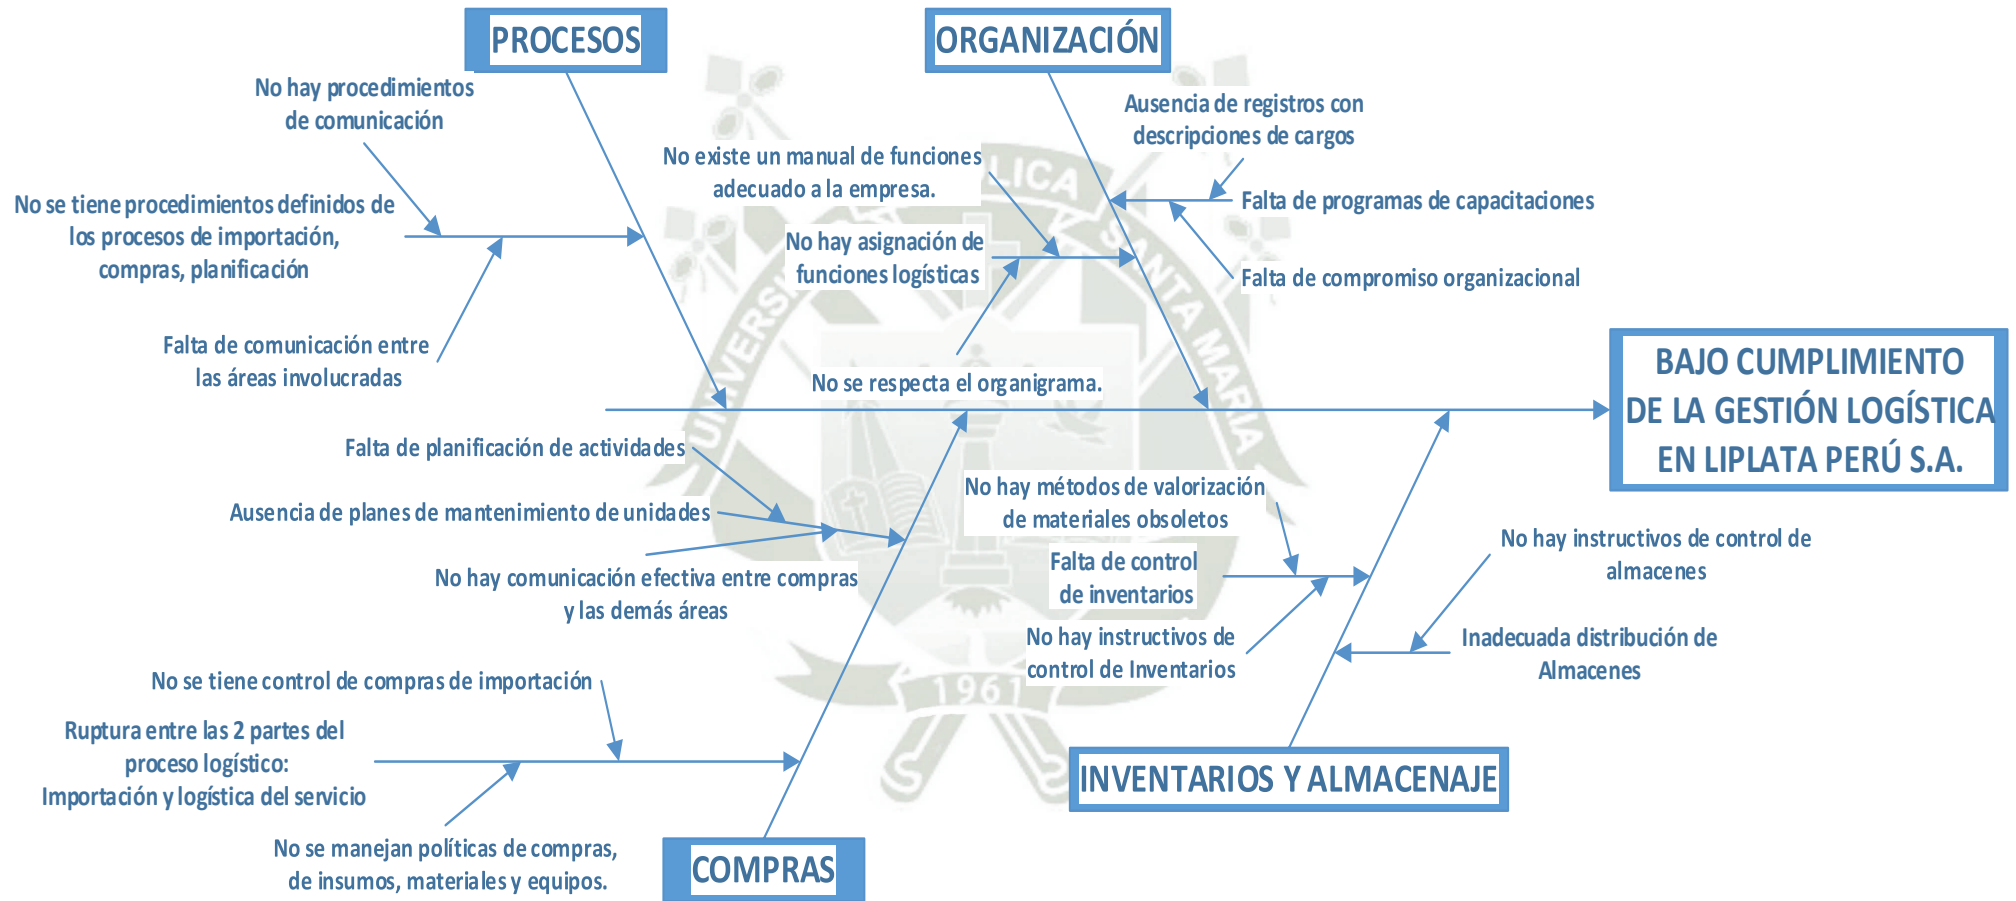 PROCESOS
ORGANIZACIÓN
No hay procedimientos
de comunicación
No se tiene procedimientos definidos de
los procesos de importación,
compras, planificación
Falta de comunicación entre
las áreas involucradas
No existe un manual de funciones
adecuado a la empresa.
No hay asignación de
funciones logísticas
No se respecta el organigrama.
Ausencia de registros con
descripciones de cargos
Falta de programas de capacitaciones
Falta de compromiso organizacional
BAJO CUMPLIMIENTO
DE LA GESTIÓN LOGÍSTICA
EN LIPLATA PERÚ S.A.
Falta de planificación de actividades
Ausencia de planes de mantenimiento de unidades
No hay comunicación efectiva entre compras
y las demás áreas
No se tiene control de compras de importación
Ruptura entre las 2 partes del
proceso logístico:
Importación y logística del servicio
No se manejan políticas de compras,
de insumos, materiales y equipos.
COMPRAS
No hay métodos de valorización
de materiales obsoletos
Falta de control
de inventarios
No hay instructivos de
control de Inventarios
No hay instructivos de control de
almacenes
Inadecuada distribución de
Almacenes
INVENTARIOS Y ALMACENAJE
SANTA MARIA
1961